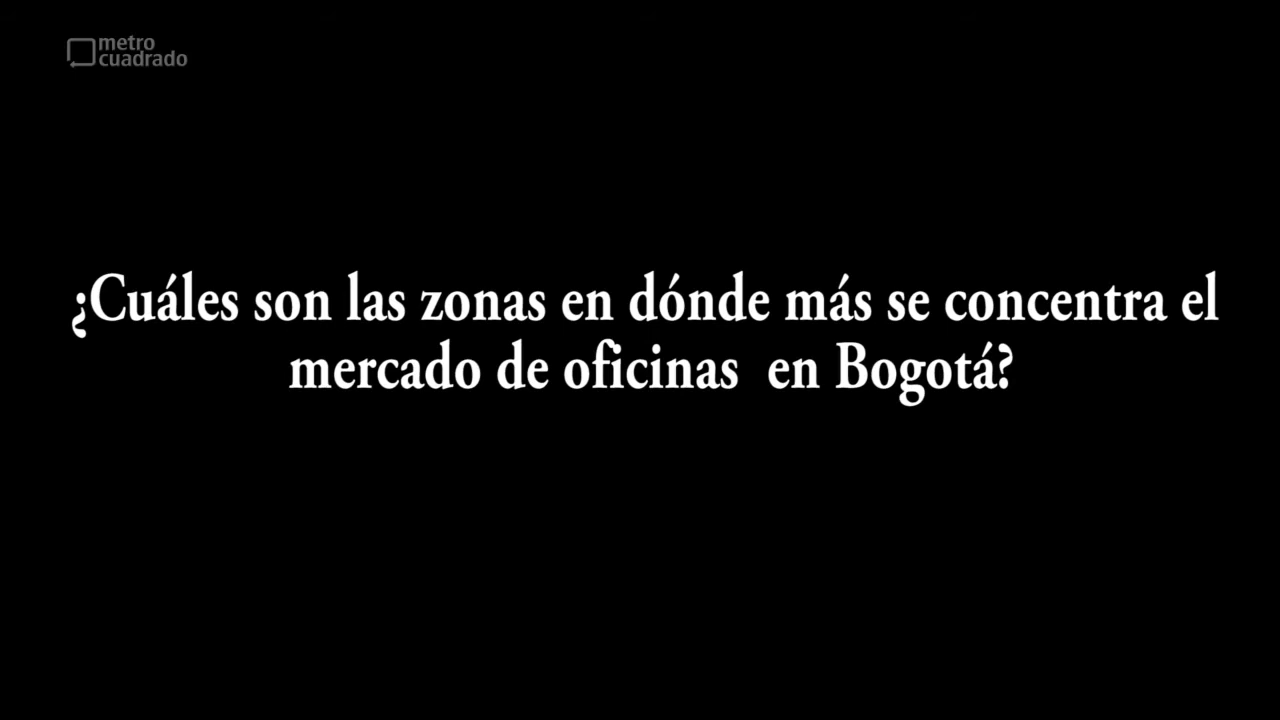 metro
cuadrado
¿Cuáles son las zonas en dónde más se concentra el
mercado de oficinas  en Bogotá?